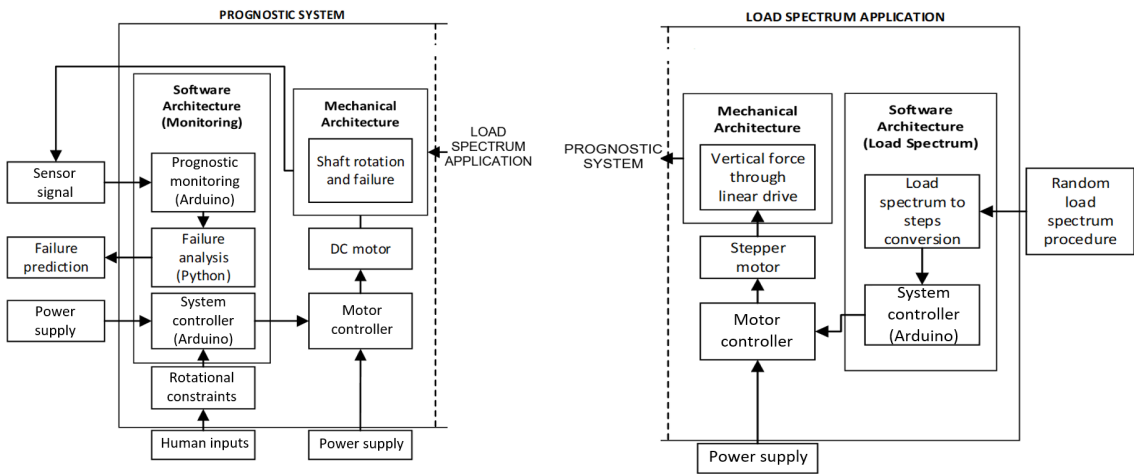 PROGNOSTIC SYSTEM
Software
Architecture
(Monitoring)
Mechanical
Architecture
Shaft rotation
and failure
LOAD
SPECTRUM
APPLICATION
Sensor
signal
Prognostic
monitoring
(Arduino)
Failure
prediction
Failure
analysis
(Python)
DC motor
Power
supply
System
controller
(Arduino)
Motor
controller
Rotational
constraints
Human inputs
Power supply
LOAD SPECTRUM APPLICATION
PROGNOSTIC
SYSTEM
Mechanical
Architecture
Vertical force
through
linear drive
Software
Architecture
(Load Spectrum)
Load
spectrum to
steps
conversion
Random
load
spectrum
procedure
Stepper
motor
Motor
controller
System
controller
(Arduino)
Power supply